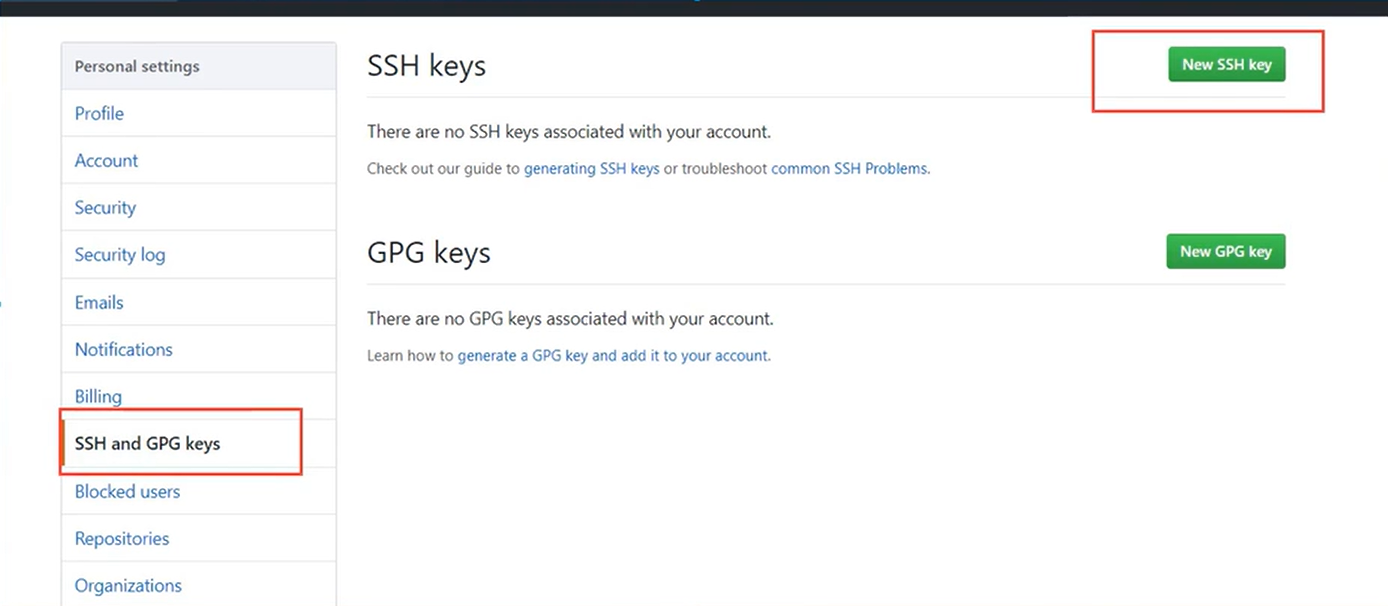 Personal settings
Profile
Account
Security
Security log
Emails
Notifications
Billing
SSH and GPG keys
Blocked users
Repositories
Organizations
SSH keys
New SSH key
There are no SSH keys associated with your account.
Check out our guide to generating SSH keys or troubleshoot common SSH Problems.
GPG keys
New GPG key
There are no GPG keys associated with your account.
Learn how to generate a GPG key and add it to your account.